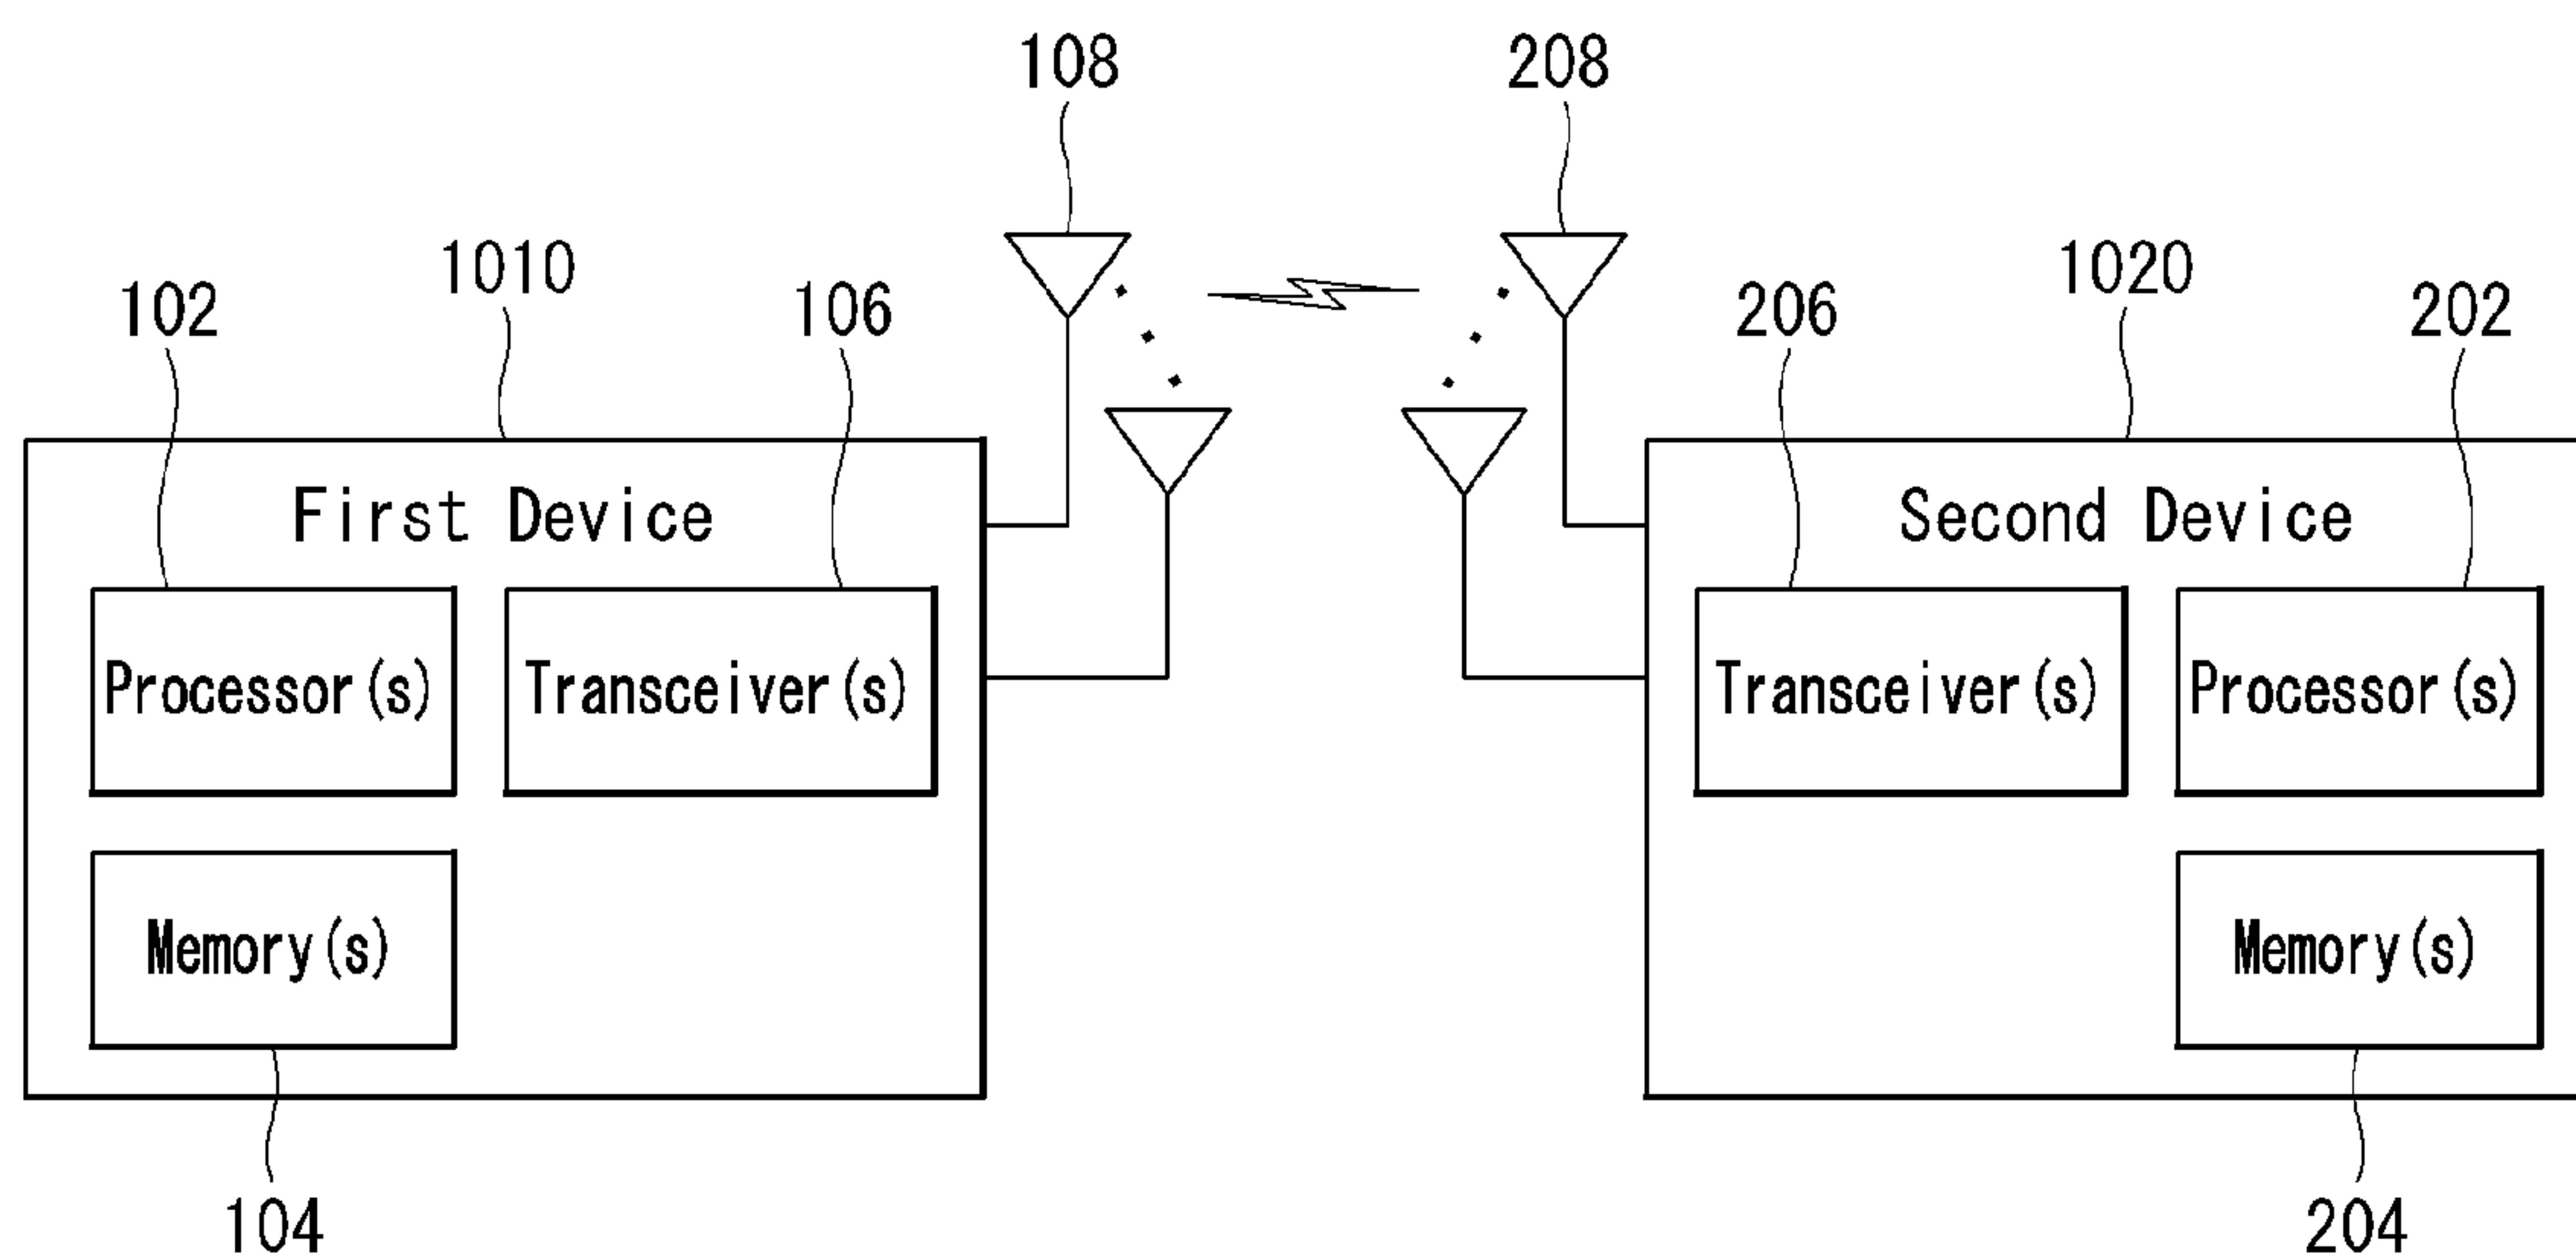 108 208
1010 1020
102 106 206 202
First Device Second Device
Processor(s) Transceiver(s) Transceiver(s) Processor(s)
Memory(s) Memory(s)
104 204